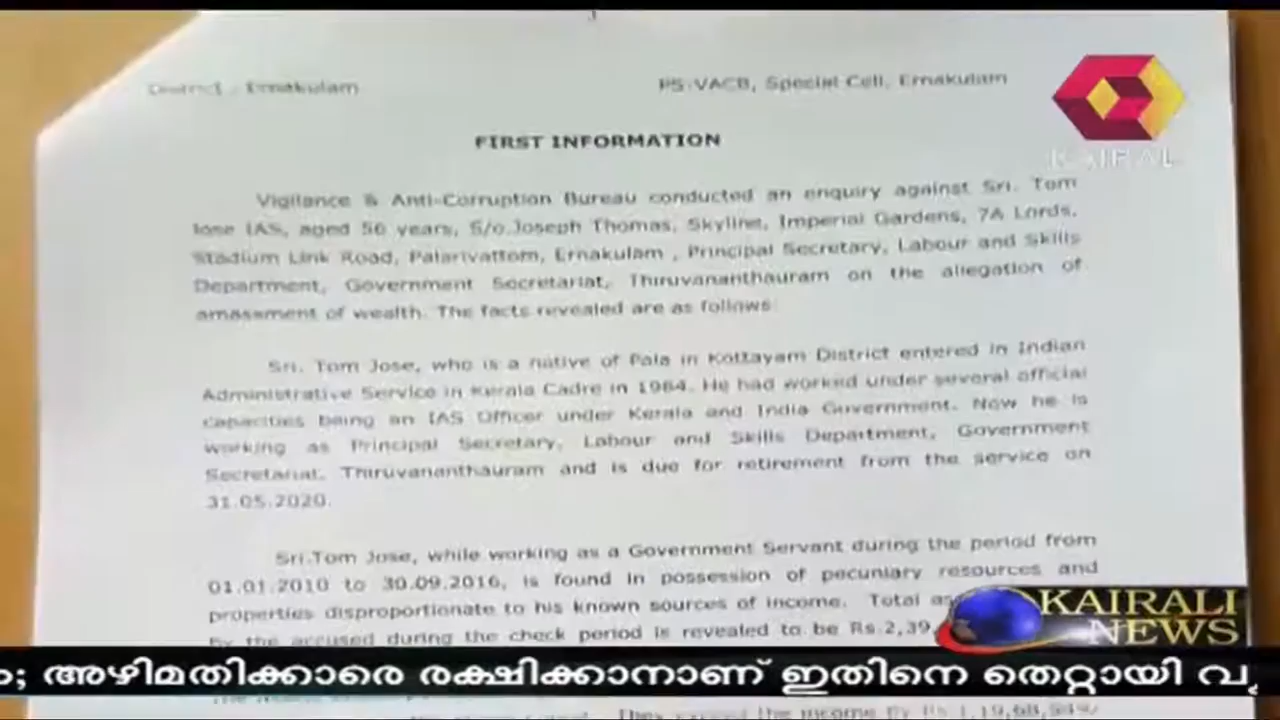 District : Ernakulam
PS:VACB, Special Cell, Ernakulam
KAIRALI
FIRST INFORMATION
Vigilance & Anti-Corruption Bureau conducted an enquiry against Sri. Tom
Jose IAS, aged 56 years, S/o.Joseph Thomas, Skyline, Imperial Gardens, 7A Lords,
Stadium Link Road, Palarivattom, Ernakulam , Principal Secretary, Labour and Skills
Department, Government Secretariat, Thiruvananthauram on the allegation of
amassment of wealth. The facts revealed are as follows:
Sri. Tom Jose, who is a native of Pala in Kottayam District entered in Indian
Administrative Service in Kerala Cadre in 1984. He had worked under several official
capacities being an IAS Officer under Kerala and India Government. Now he is
working as Principal Secretary, Labour and Skills Department, Government
Secretariat, Thiruvananthauram and is due for retirement from the service on
31.05.2020.
Sri.Tom Jose, while working as a Government Servant during the period from
01.01.2010 to 30.09.2016, is found in possession of pecuniary resources and
properties disproportionate to his known sources of income. Total
by the accused during the check period is revealed to be Rs.2,39
KAIRALI
NEWS
അഴിമതിക്കാരെ രക്ഷിക്കാനാണ് ഇതിനെ തെറ്റായി
the income by Rs